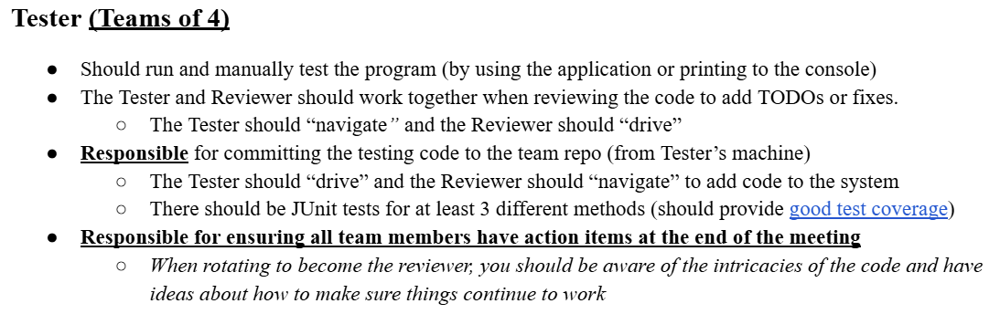 Tester (Teams of 4)
● Should run and manually test the program (by using the application or printing to the console)
● The Tester and Reviewer should work together when reviewing the code to add TODOs or fixes.
○ The Tester should “navigate” and the Reviewer should “drive”
● Responsible for committing the testing code to the team repo (from Tester’s machine)
○ The Tester should “drive” and the Reviewer should “navigate” to add code to the system
○ There should be JUnit tests for at least 3 different methods (should provide good test coverage)
● Responsible for ensuring all team members have action items at the end of the meeting
○ When rotating to become the reviewer, you should be aware of the intricacies of the code and have
ideas about how to make sure things continue to work